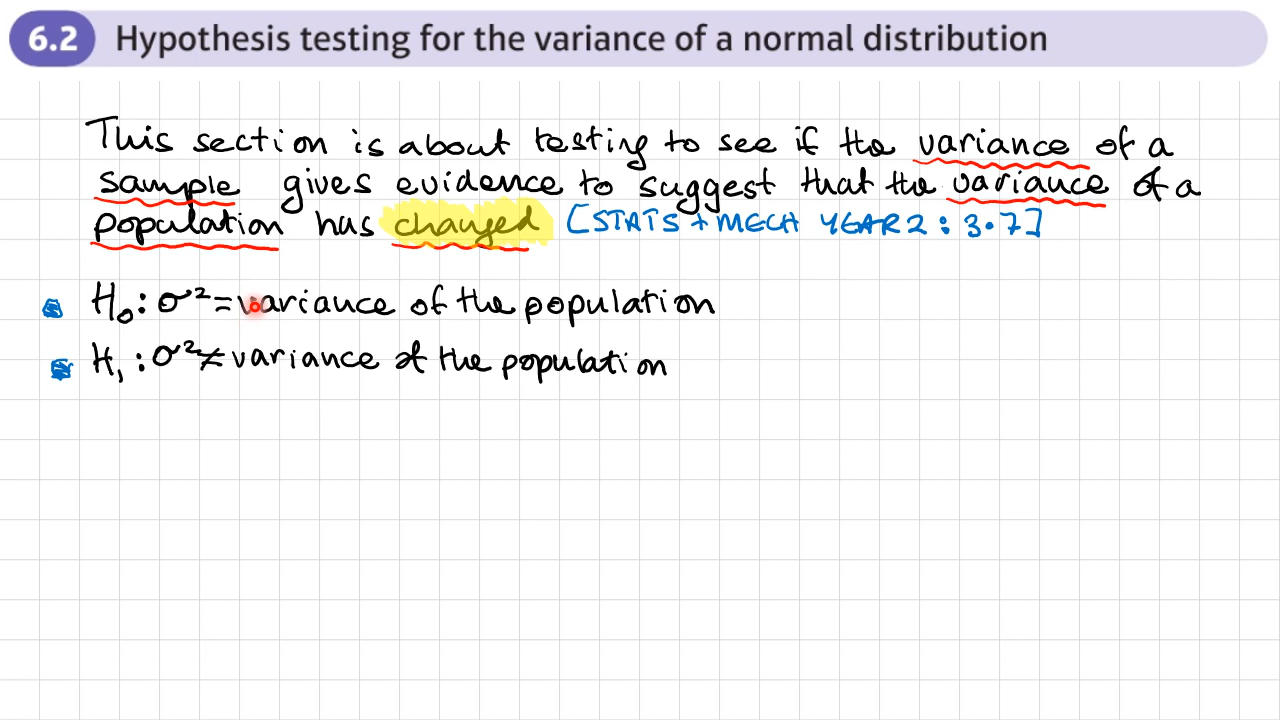 6.2 Hypothesis testing for the variance of a normal distribution
This section is about testing to see if the variance of a
sample gives evidence to suggest that the variance of a
population has changed [STATS + MECH YEAR 2 : 3.7]
H₀ : σ² = variance of the population
H₁ : σ² ≠ variance of the population